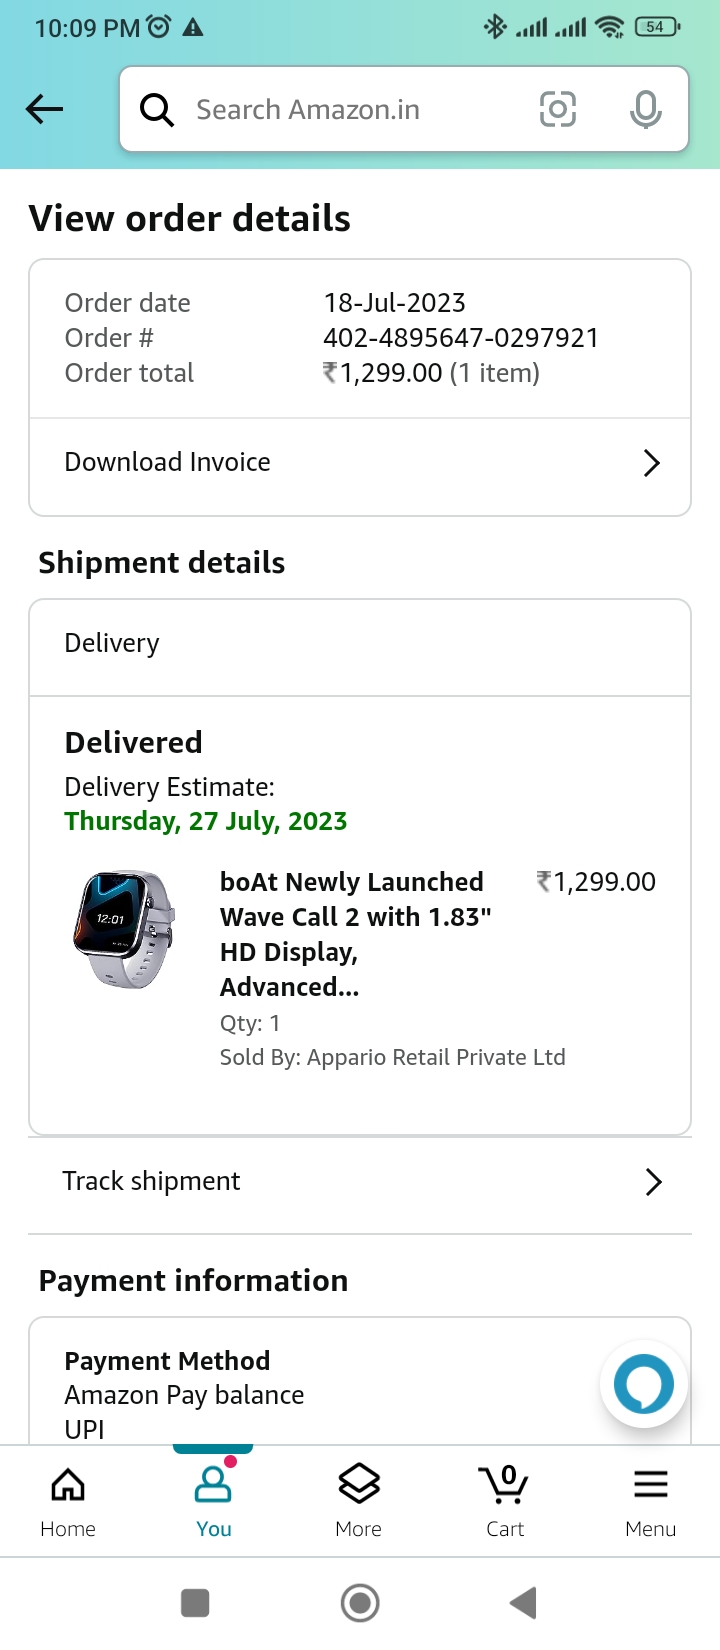 10:09 PM
54
Search Amazon.in
View order details
Order date 18-Jul-2023
Order # 402-4895647-0297921
Order total ₹1,299.00 (1 item)
Download Invoice
Shipment details
Delivery
Delivered
Delivery Estimate:
Thursday, 27 July, 2023
12:01
boAt Newly Launched ₹1,299.00
Wave Call 2 with 1.83"
HD Display,
Advanced...
Qty: 1
Sold By: Appario Retail Private Ltd
Track shipment
Payment information
Payment Method
Amazon Pay balance
UPI
0
Home You More Cart Menu